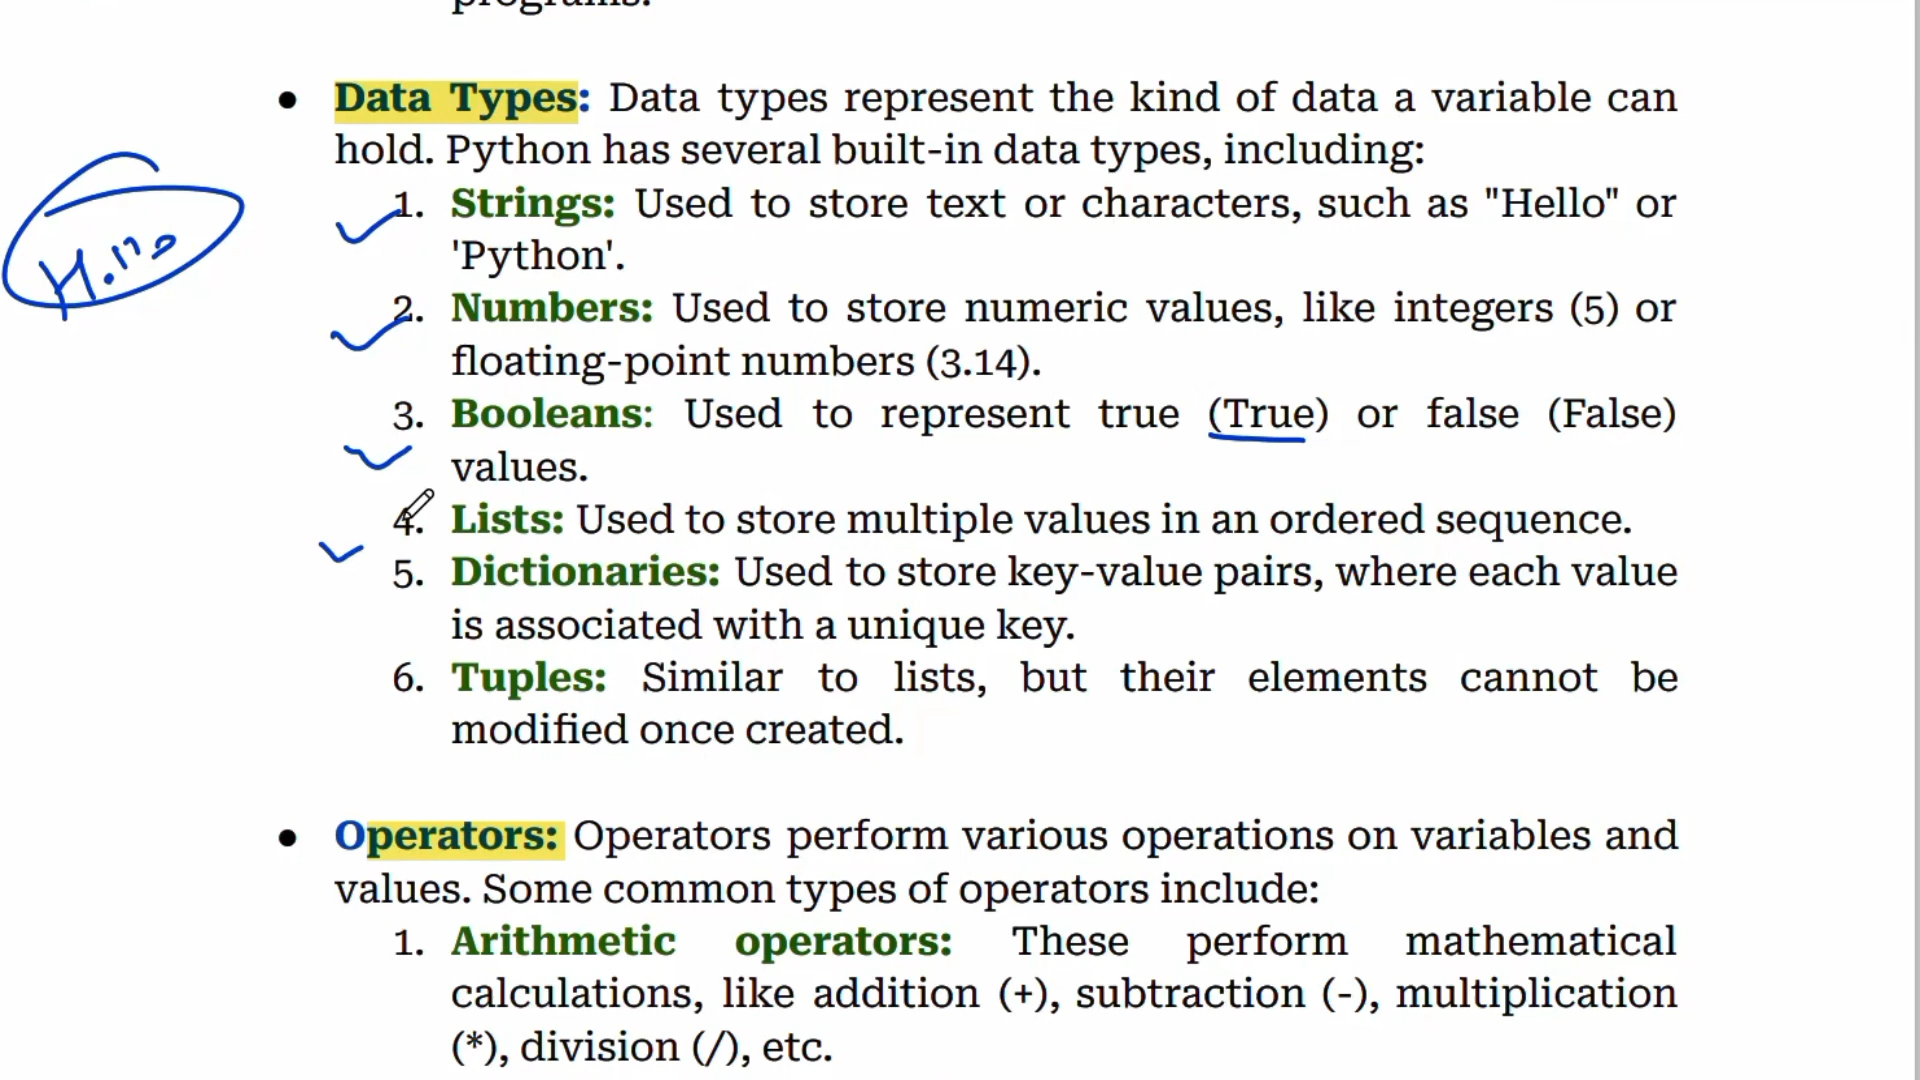 programs.
● Data Types: Data types represent the kind of data a variable can
hold. Python has several built-in data types, including:
1. Strings: Used to store text or characters, such as "Hello" or
'Python'.
2. Numbers: Used to store numeric values, like integers (5) or
floating-point numbers (3.14).
3. Booleans: Used to represent true (True) or false (False)
values.
4. Lists: Used to store multiple values in an ordered sequence.
5. Dictionaries: Used to store key-value pairs, where each value
is associated with a unique key.
6. Tuples: Similar to lists, but their elements cannot be
modified once created.
● Operators: Operators perform various operations on variables and
values. Some common types of operators include:
1. Arithmetic operators: These perform mathematical
calculations, like addition (+), subtraction (-), multiplication
(*), division (/), etc.